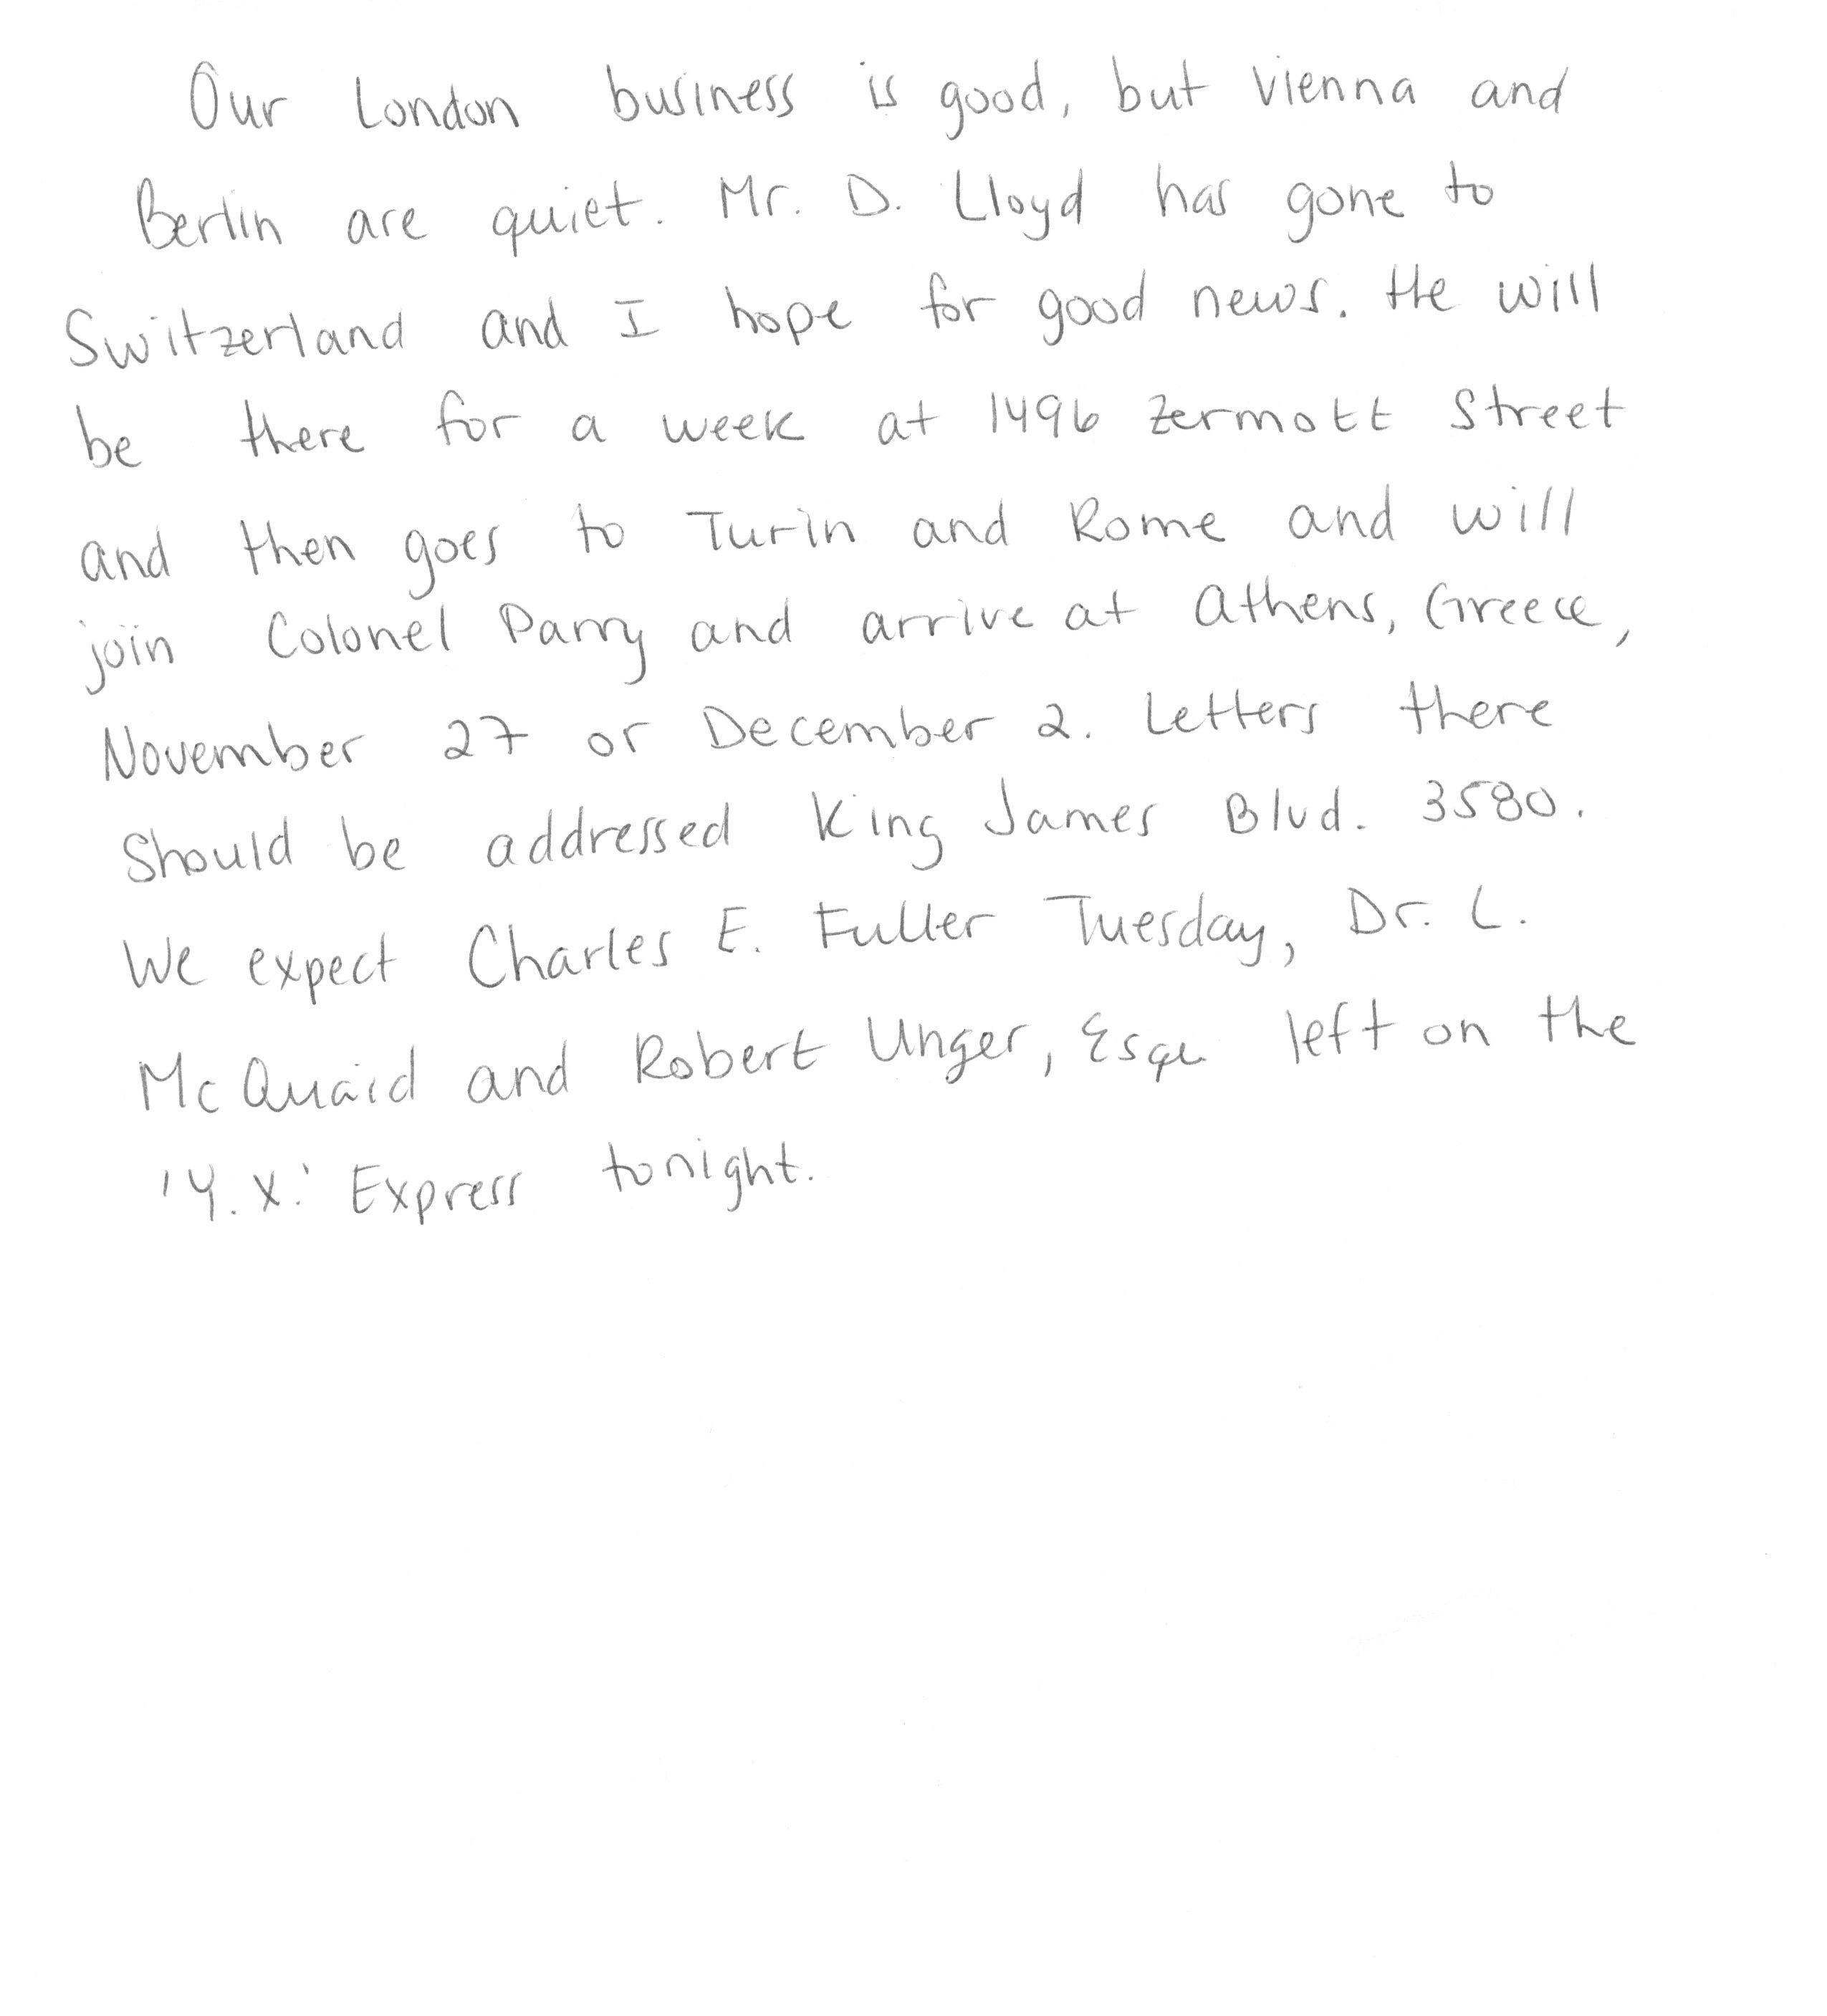 Our London business is good, but Vienna and
Berlin are quiet. Mr. D. Lloyd has gone to
Switzerland and I hope for good news. He will
be there for a week at 1496 Zermott Street
and then goes to Turin and Rome and will
join Colonel Parry and arrive at Athens, Greece,
November 27 or December 2. Letters there
Should be addressed King James Blvd. 3580.
We expect Charles E. Fuller Tuesday, Dr. L.
McQuaid and Robert Unger, Esqu left on the
'Y.X.' Express tonight.